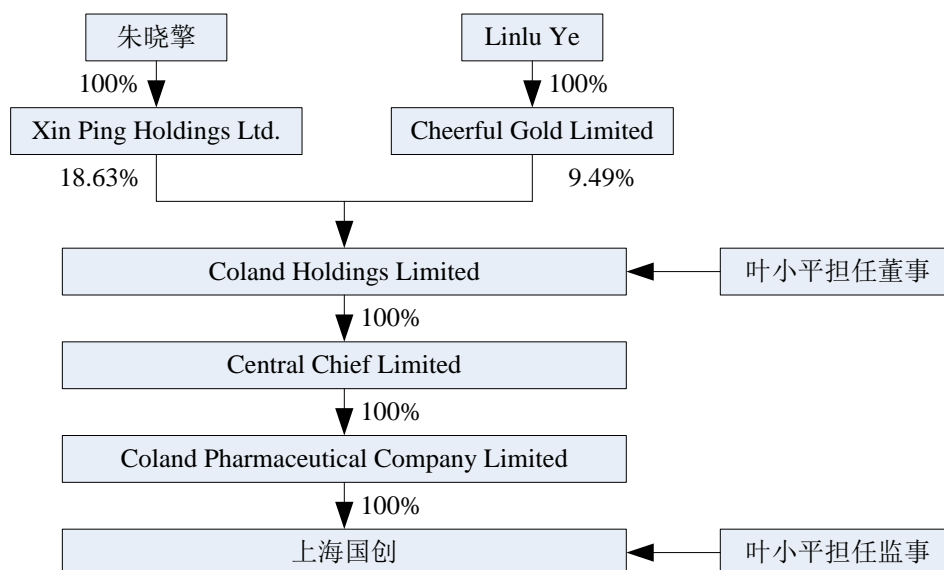 朱晓擎
Linlu Ye
100%
100%
Xin Ping Holdings Ltd.
Cheerful Gold Limited
18.63%
9.49%
Coland Holdings Limited
叶小平担任董事
100%
Central Chief Limited
100%
Coland Pharmaceutical Company Limited
100%
上海国创
叶小平担任监事